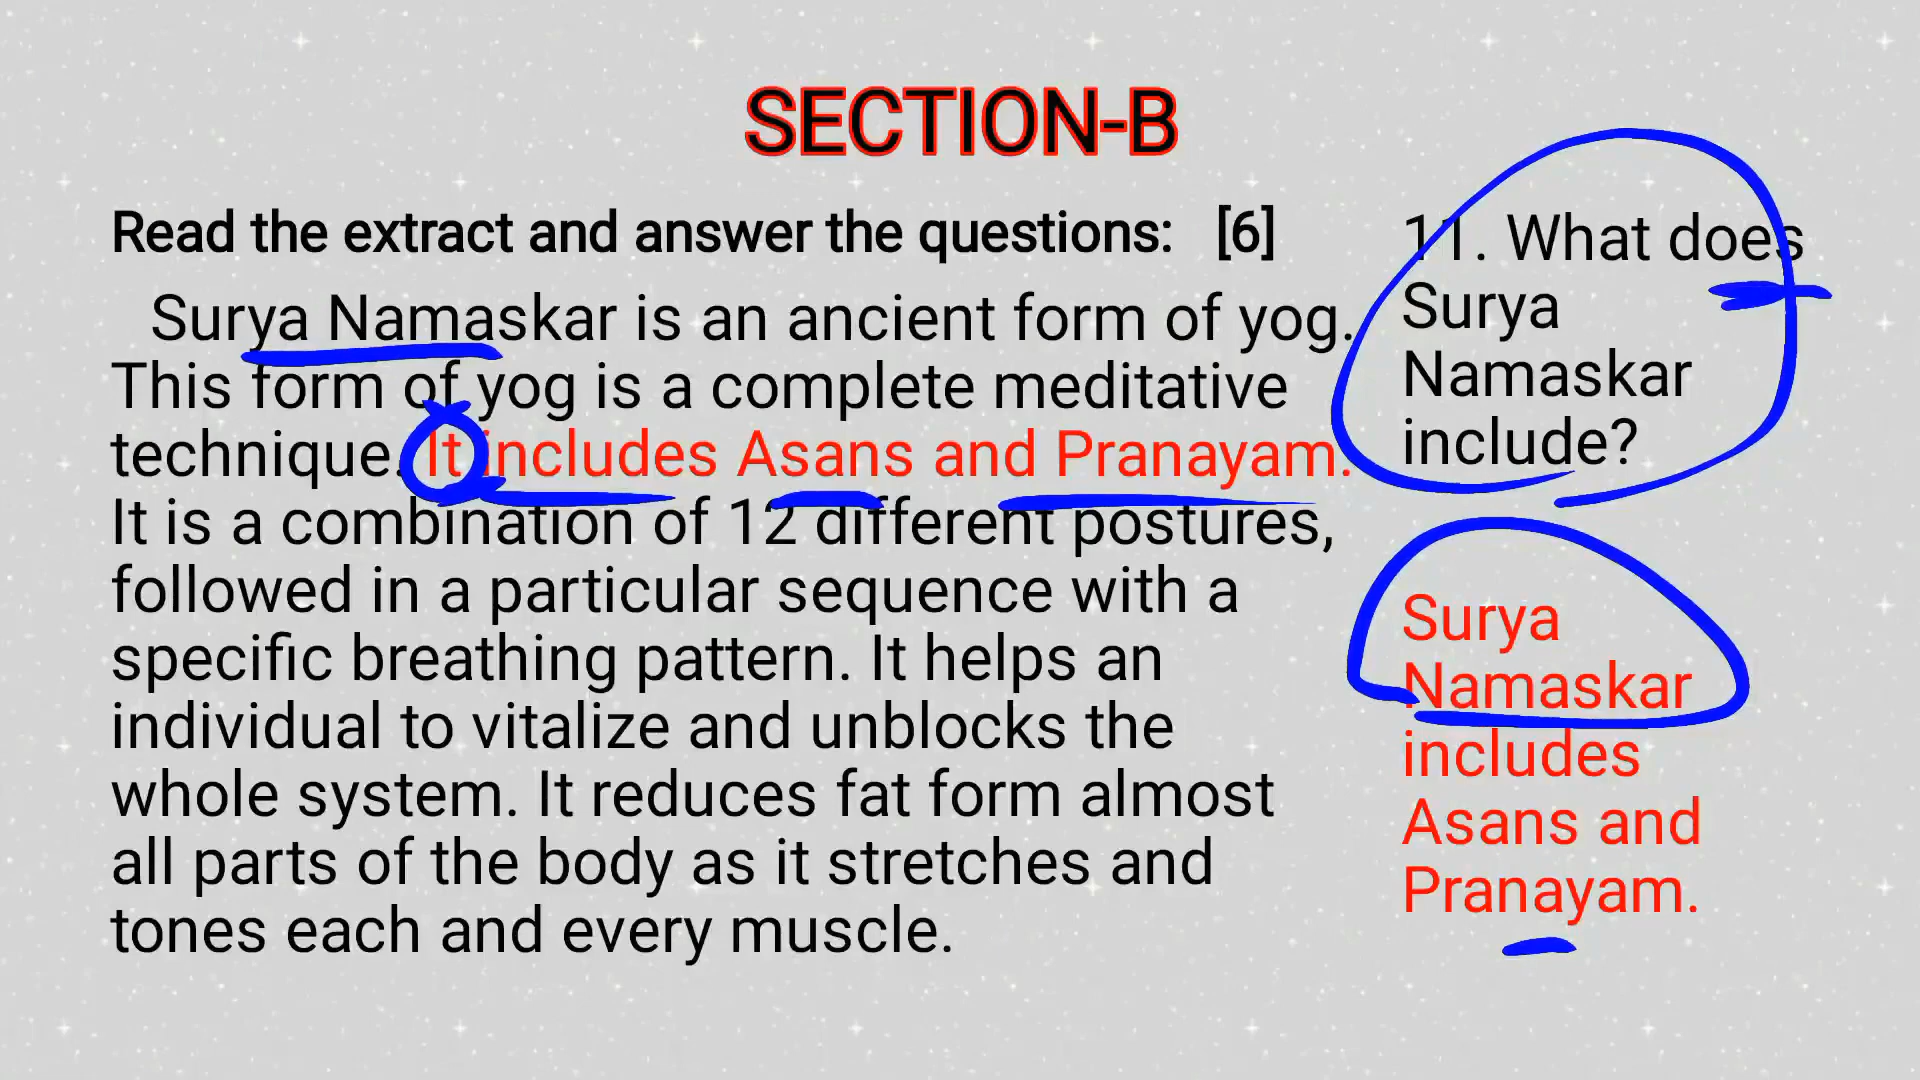 SECTION-B
Read the extract and answer the questions: [6]
Surya Namaskar is an ancient form of yog.
This form of yog is a complete meditative
technique. It includes Asans and Pranayam.
It is a combination of 12 different postures,
followed in a particular sequence with a
specific breathing pattern. It helps an
individual to vitalize and unblocks the
whole system. It reduces fat form almost
all parts of the body as it stretches and
tones each and every muscle.
11. What does
Surya
Namaskar
include?
Surya
Namaskar
includes
Asans and
Pranayam.